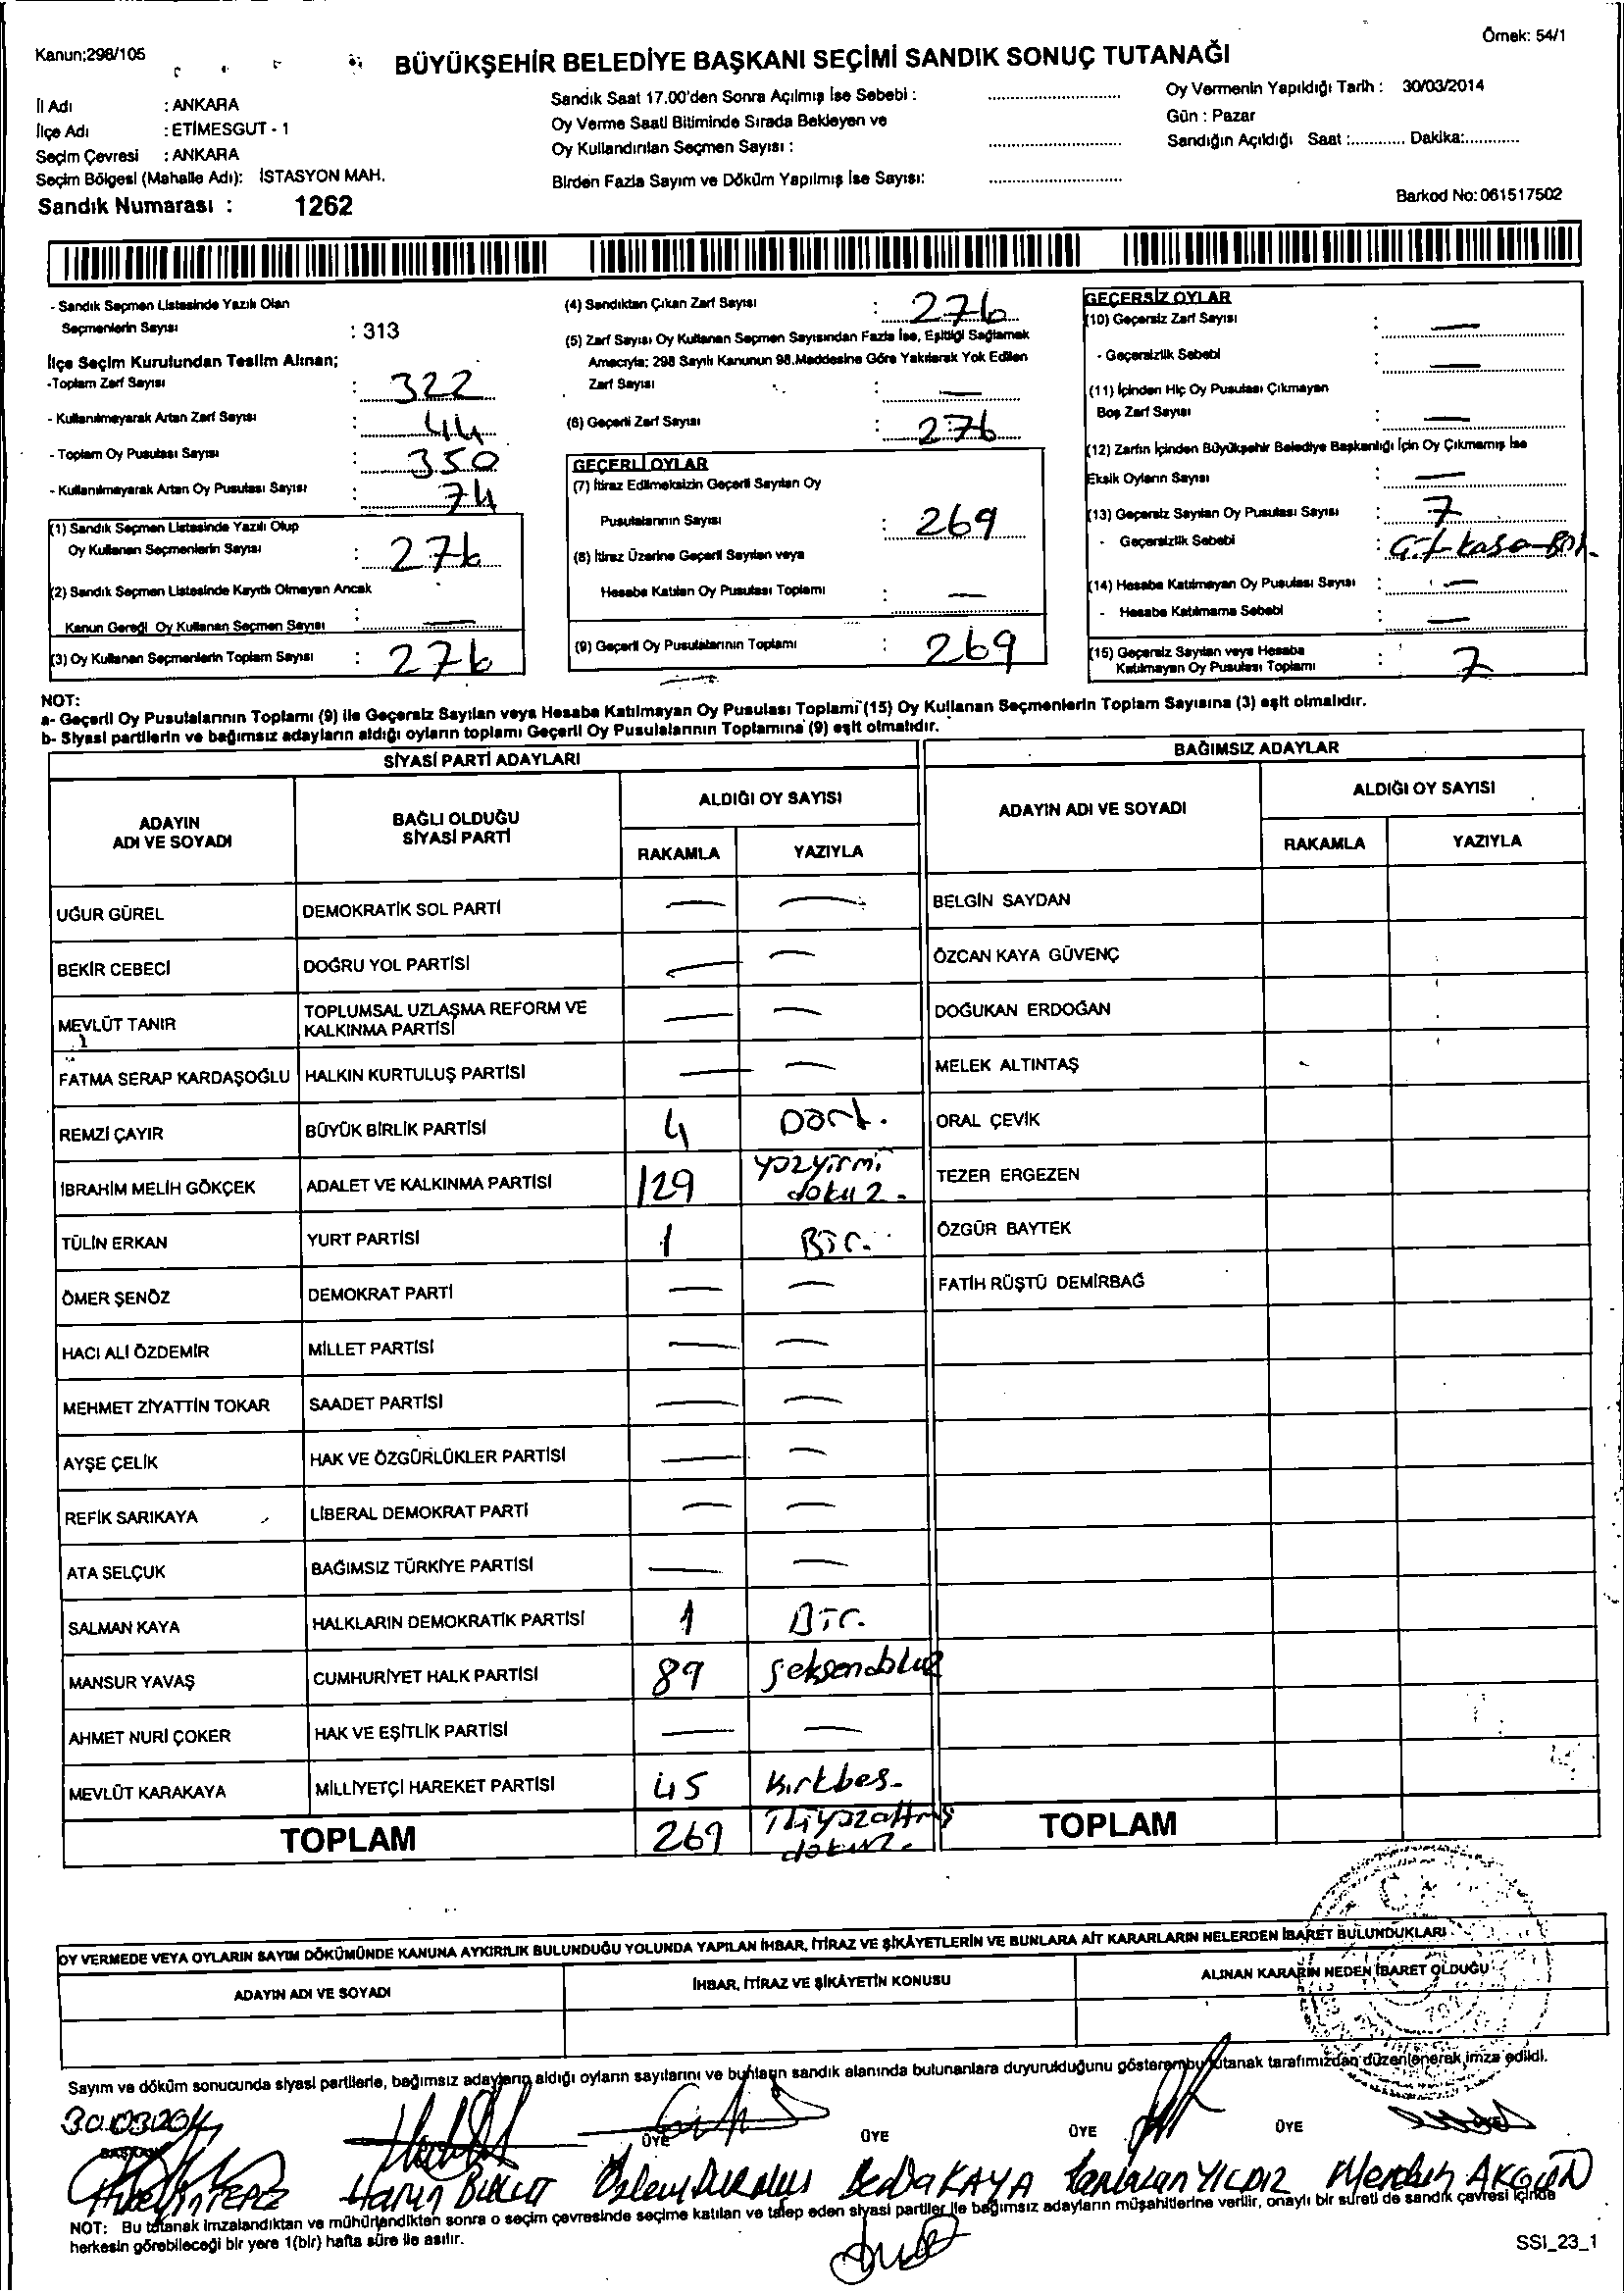 Kanun;298/105
Örnek: 54/1
BÜYÜKŞEHİR BELEDİYE BAŞKANI SEÇİMİ SANDIK SONUÇ TUTANAĞI
İl Adı : ANKARA
İlçe Adı : ETİMESGUT - 1
Seçim Çevresi : ANKARA
Seçim Bölgesi (Mahalle Adı): İSTASYON MAH.
Sandık Numarası : 1262
Sandık Saat 17.00'den Sonra Açılmış İse Sebebi : ..............
Oy Verme Saati Bitiminde Sırada Bekleyen ve
Oy Kullandırılan Seçmen Sayısı : ..............
Birden Fazla Sayım ve Döküm Yapılmış İse Sayısı: ..............
Oy Vermenin Yapıldığı Tarih : 30/03/2014
Gün : Pazar
Sandığın Açıldığı Saat :............ Dakika:............
Barkod No: 061517502
- Sandık Seçmen Listesinde Yazılı Olan
Seçmenlerin Sayısı : 313
İlçe Seçim Kurulundan Teslim Alınan;
-Toplam Zarf Sayısı : 322
- Kullanılmayarak Artan Zarf Sayısı : 44
- Toplam Oy Pusulası Sayısı : 350
- Kullanılmayarak Artan Oy Pusulası Sayısı : 74
(1) Sandık Seçmen Listesinde Yazılı Olup
Oy Kullanan Seçmenlerin Sayısı : 276
(2) Sandık Seçmen Listesinde Kayıtlı Olmayan Ancak
Kanun Gereği Oy Kullanan Seçmen Sayısı : —
(3) Oy Kullanan Seçmenlerin Toplam Sayısı : 276
(4) Sandıktan Çıkan Zarf Sayısı : 276
(5) Zarf Sayısı Oy Kullanan Seçmen Sayısından Fazla İse, Eşitliği Sağlamak
Amacıyla; 298 Sayılı Kanunun 98.Maddesine Göre Yakılarak Yok Edilen
Zarf Sayısı : —
(6) Geçerli Zarf Sayısı : 276
GEÇERLİ OYLAR
(7) İtiraz Edilmeksizin Geçerli Sayılan Oy
Pusulalarının Sayısı : 269
(8) İtiraz Üzerine Geçerli Sayılan veya
Hesaba Katılan Oy Pusulası Toplamı : —
(9) Geçerli Oy Pusulalarının Toplamı : 269
GEÇERSİZ OYLAR
(10) Geçersiz Zarf Sayısı : —
- Geçersizlik Sebebi : —
(11) İçinden Hiç Oy Pusulası Çıkmayan
Boş Zarf Sayısı : —
(12) Zarfın İçinden Büyükşehir Belediye Başkanlığı İçin Oy Çıkmamış İse
Eksik Oyların Sayısı : —
(13) Geçersiz Sayılan Oy Pusulası Sayısı : 7
- Geçersizlik Sebebi :
(14) Hesaba Katılmayan Oy Pusulası Sayısı : —
- Hesaba Katılmama Sebebi : —
(15) Geçersiz Sayılan veya Hesaba
Katılmayan Oy Pusulası Toplamı : 7
NOT:
a- Geçerli Oy Pusulalarının Toplamı (9) ile Geçersiz Sayılan veya Hesaba Katılmayan Oy Pusulası Toplamı (15) Oy Kullanan Seçmenlerin Toplam Sayısına (3) eşit olmalıdır.
b- Siyasi partilerin ve bağımsız adayların aldığı oyların toplamı Geçerli Oy Pusulalarının Toplamına (9) eşit olmalıdır.
SİYASİ PARTİ ADAYLARI
ADAYIN ADI VE SOYADI
BAĞLI OLDUĞU SİYASİ PARTİ
ALDIĞI OY SAYISI
RAKAMLA YAZIYLA
UĞUR GÜREL DEMOKRATİK SOL PARTİ — —
BEKİR CEBECİ DOĞRU YOL PARTİSİ — —
MEVLÜT TANIR TOPLUMSAL UZLAŞMA REFORM VE KALKINMA PARTİSİ — —
FATMA SERAP KARDAŞOĞLU HALKIN KURTULUŞ PARTİSİ — —
REMZİ ÇAYIR BÜYÜK BİRLİK PARTİSİ 4 Dört.
İBRAHİM MELİH GÖKÇEK ADALET VE KALKINMA PARTİSİ 129 yüzyirmi dokuz.
TÜLİN ERKAN YURT PARTİSİ 1 Bir.
ÖMER ŞENÖZ DEMOKRAT PARTİ — —
HACI ALİ ÖZDEMİR MİLLET PARTİSİ — —
MEHMET ZİYATTİN TOKAR SAADET PARTİSİ — —
AYŞE ÇELİK HAK VE ÖZGÜRLÜKLER PARTİSİ — —
REFİK SARIKAYA LİBERAL DEMOKRAT PARTİ — —
ATA SELÇUK BAĞIMSIZ TÜRKİYE PARTİSİ — —
SALMAN KAYA HALKLARIN DEMOKRATİK PARTİSİ 1 Bir.
MANSUR YAVAŞ CUMHURİYET HALK PARTİSİ 89 seksendokuz
AHMET NURİ ÇOKER HAK VE EŞİTLİK PARTİSİ — —
MEVLÜT KARAKAYA MİLLİYETÇİ HAREKET PARTİSİ 45 kırkbeş
TOPLAM 269 ikiyüzaltmış dokuz.
BAĞIMSIZ ADAYLAR
ADAYIN ADI VE SOYADI
ALDIĞI OY SAYISI
RAKAMLA YAZIYLA
BELGİN SAYDAN
ÖZCAN KAYA GÜVENÇ
DOĞUKAN ERDOĞAN
MELEK ALTINTAŞ
ORAL ÇEVİK
TEZER ERGEZEN
ÖZGÜR BAYTEK
FATİH RÜŞTÜ DEMİRBAĞ
TOPLAM
OY VERMEDE VEYA OYLARIN SAYIM DÖKÜMÜNDE KANUNA AYKIRILIK BULUNDUĞU YOLUNDA YAPILAN İHBAR, İTİRAZ VE ŞİKÂYETLERİN VE BUNLARA AİT KARARLARIN NELERDEN İBARET BULUNDUKLARI
ADAYIN ADI VE SOYADI
İHBAR, İTİRAZ VE ŞİKÂYETİN KONUSU
ALINAN KARARIN NEDEN İBARET OLDUĞU
Sayım ve döküm sonucunda siyasi partilerle, bağımsız adayların aldığı oyların sayılarını ve bunların sandık alanında bulunanlara duyurulduğunu gösteren bu tutanak tarafımızdan düzenlenerek imza edildi.
30.03.2014
BAŞKAN ÜYE ÜYE ÜYE ÜYE
Harun Özlem KAYA YILDIZ AKGÜN
NOT: Bu tutanak imzalandıktan ve mühürlendikten sonra o seçim çevresinde seçime katılan ve talep eden siyasi partiler ile bağımsız adayların müşahitlerine verilir, onaylı bir sureti de sandık çevresi içinde
herkesin görebileceği bir yere 1(bir) hafta süre ile asılır.
SSI_23_1